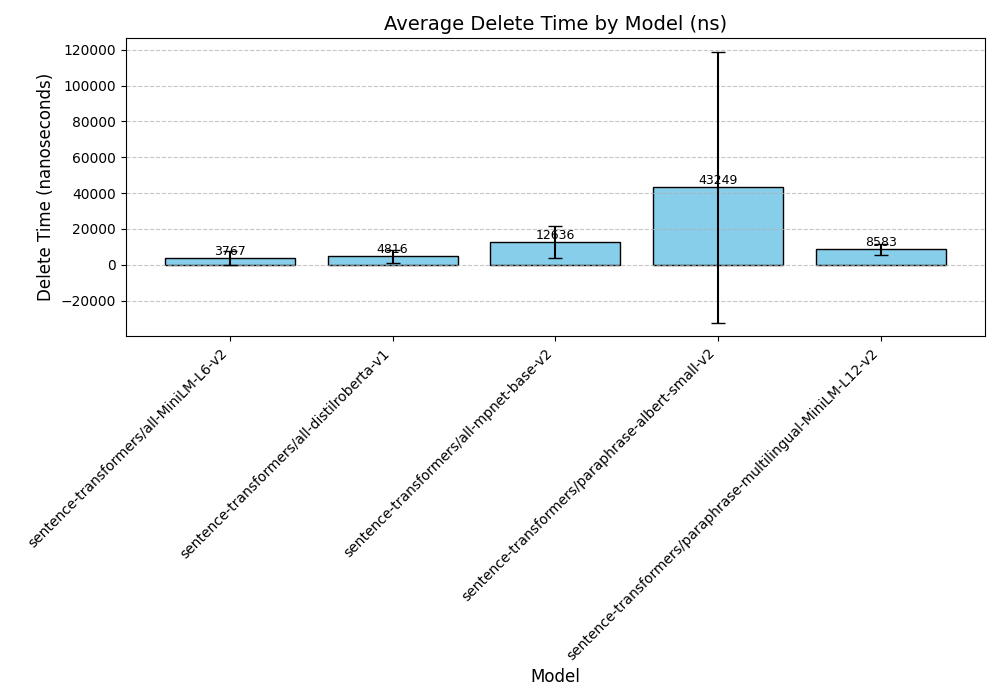 Average Delete Time by Model (ns)
Delete Time (nanoseconds)
120000
100000
80000
60000
40000
20000
0
−20000
3767
4816
12636
43249
8583
sentence-transformers/all-MiniLM-L6-v2
sentence-transformers/all-distilroberta-v1
sentence-transformers/all-mpnet-base-v2
sentence-transformers/paraphrase-albert-small-v2
sentence-transformers/paraphrase-multilingual-MiniLM-L12-v2
Model